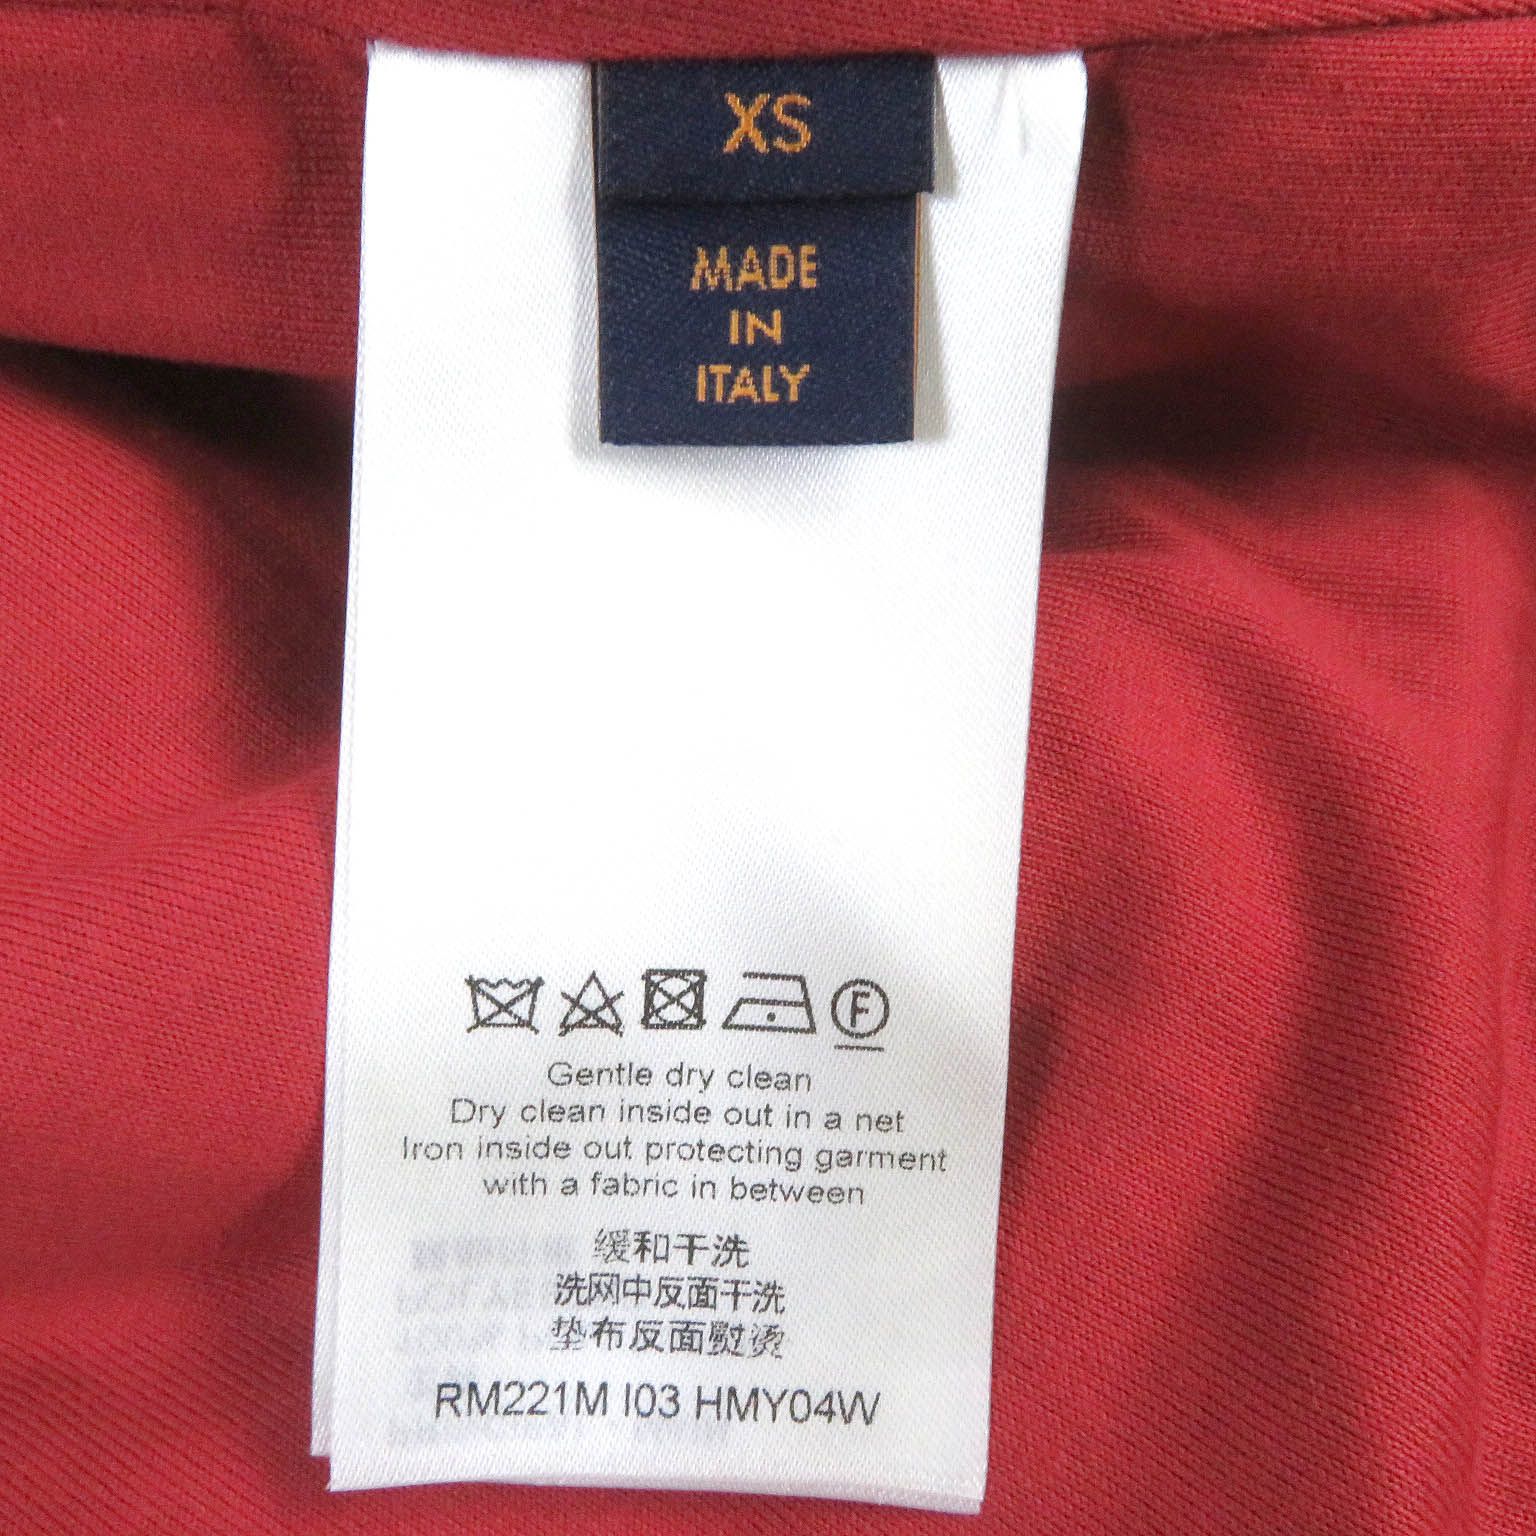 XS
MADE
IN
ITALY
F
Gentle dry clean
Dry clean inside out in a net
Iron inside out protecting garment
with a fabric in between
缓和干洗
洗网中反面干洗
垫布反面熨烫
RM221M I03 HMY04W